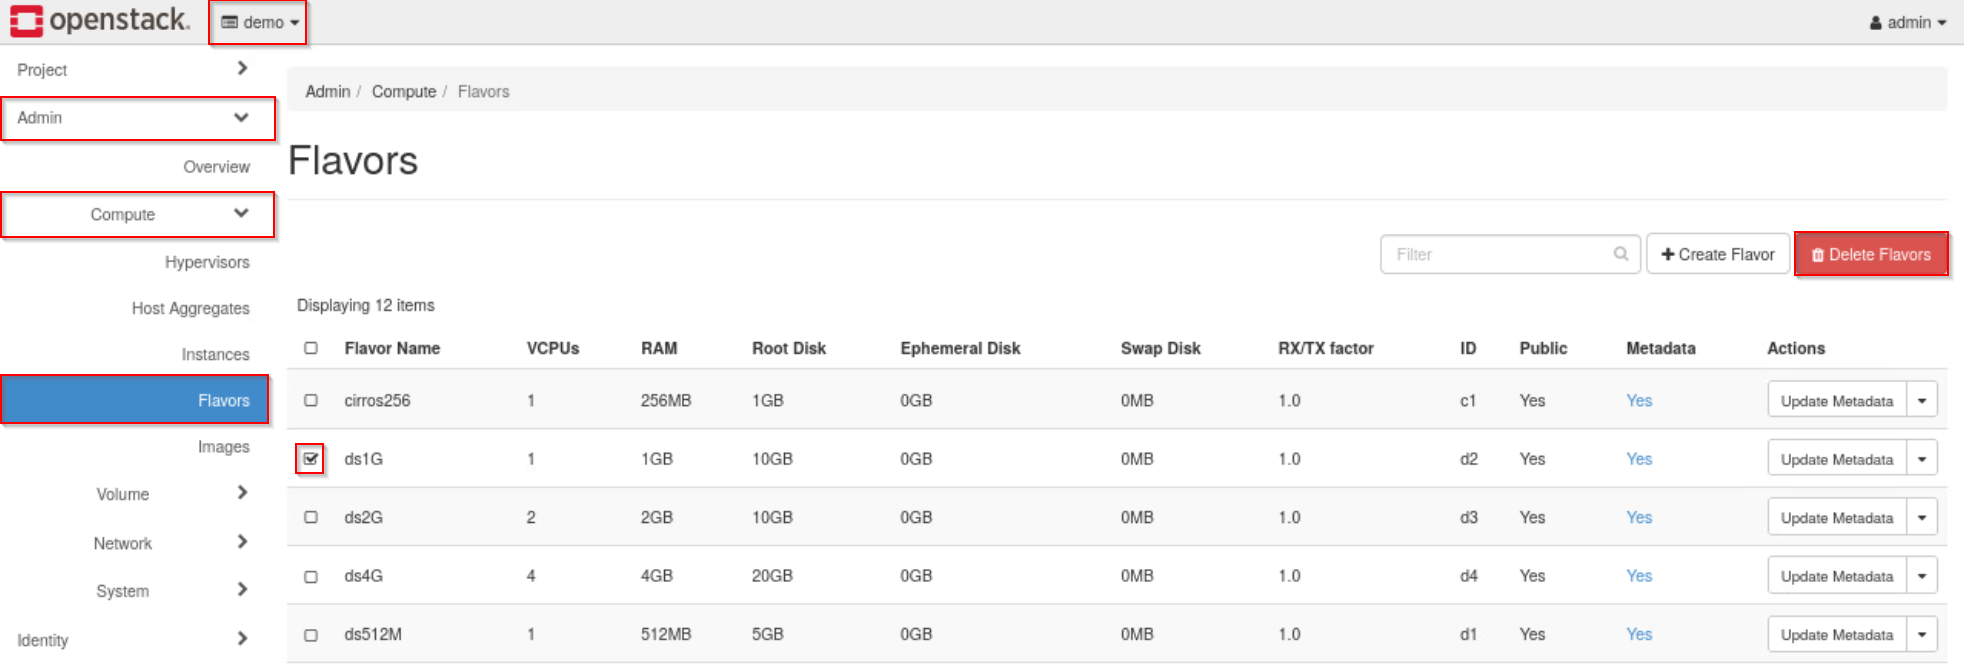 openstack. demo admin
Project
Admin
Overview
Compute
Hypervisors
Host Aggregates
Instances
Flavors
Images
Volume
Network
System
Identity
Admin / Compute / Flavors
Flavors
Filter Create Flavor Delete Flavors
Displaying 12 items
Flavor Name VCPUs RAM Root Disk Ephemeral Disk Swap Disk RX/TX factor ID Public Metadata Actions
cirros256 1 256MB 1GB 0GB 0MB 1.0 c1 Yes Yes Update Metadata
ds1G 1 1GB 10GB 0GB 0MB 1.0 d2 Yes Yes Update Metadata
ds2G 2 2GB 10GB 0GB 0MB 1.0 d3 Yes Yes Update Metadata
ds4G 4 4GB 20GB 0GB 0MB 1.0 d4 Yes Yes Update Metadata
ds512M 1 512MB 5GB 0GB 0MB 1.0 d1 Yes Yes Update Metadata